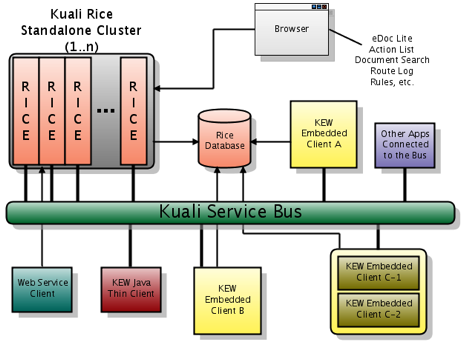 Kuali Rice
Standalone Cluster
(1..n)
R
I
C
E
R
I
C
E
R
I
C
E
...
R
I
C
E
Browser
eDoc Lite
Action List
Document Search
Route Log
Rules, etc.
Rice
Database
KEW
Embedded
Client A
Other Apps
Connected
to the Bus
Kuali Service Bus
Web Service
Client
KEW Java
Thin Client
KEW
Embedded
Client B
KEW Embedded
Client C-1
KEW Embedded
Client C-2